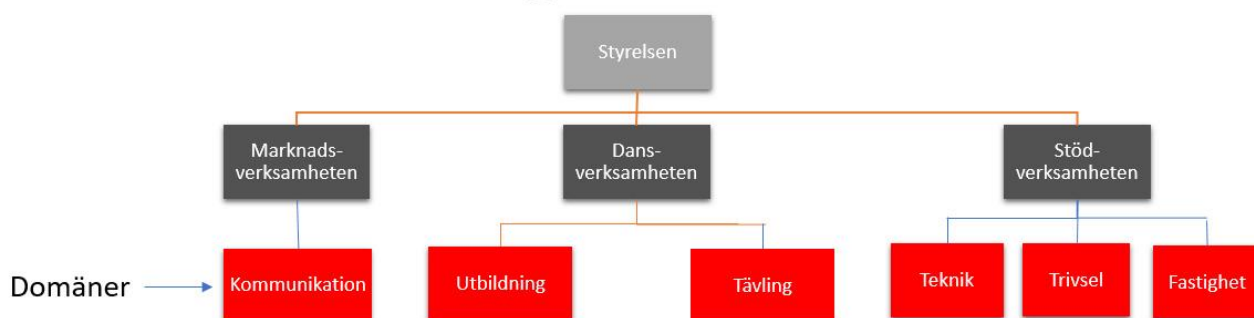 Styrelsen
Marknads-
verksamheten
Dans-
verksamheten
Stöd-
verksamheten
Domäner
Kommunikation
Utbildning
Tävling
Teknik
Trivsel
Fastighet